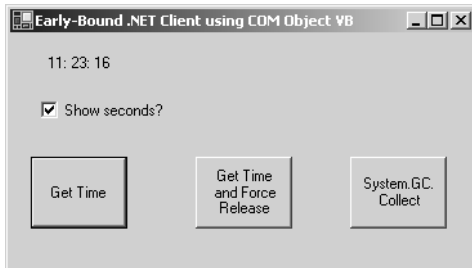 Early-Bound .NET Client using COM Object VB
11: 23: 16
Show seconds?
Get Time
Get Time
and Force
Release
System.GC.
Collect